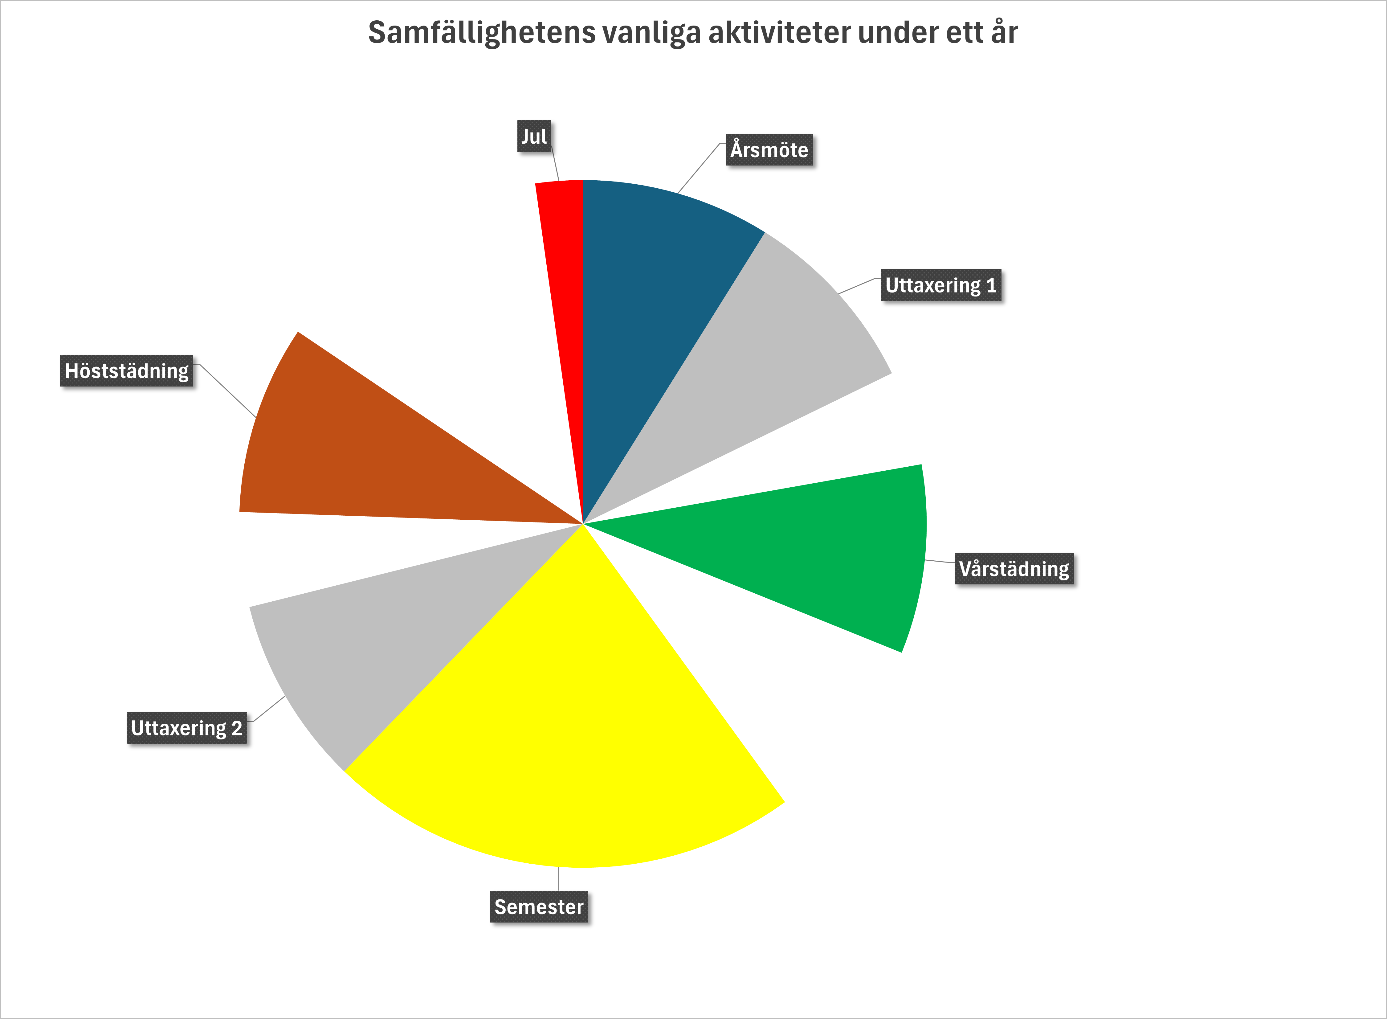 Samfällighetens vanliga aktiviteter under ett år
Jul
Årsmöte
Uttaxering 1
Höststädning
Vårstädning
Uttaxering 2
Semester